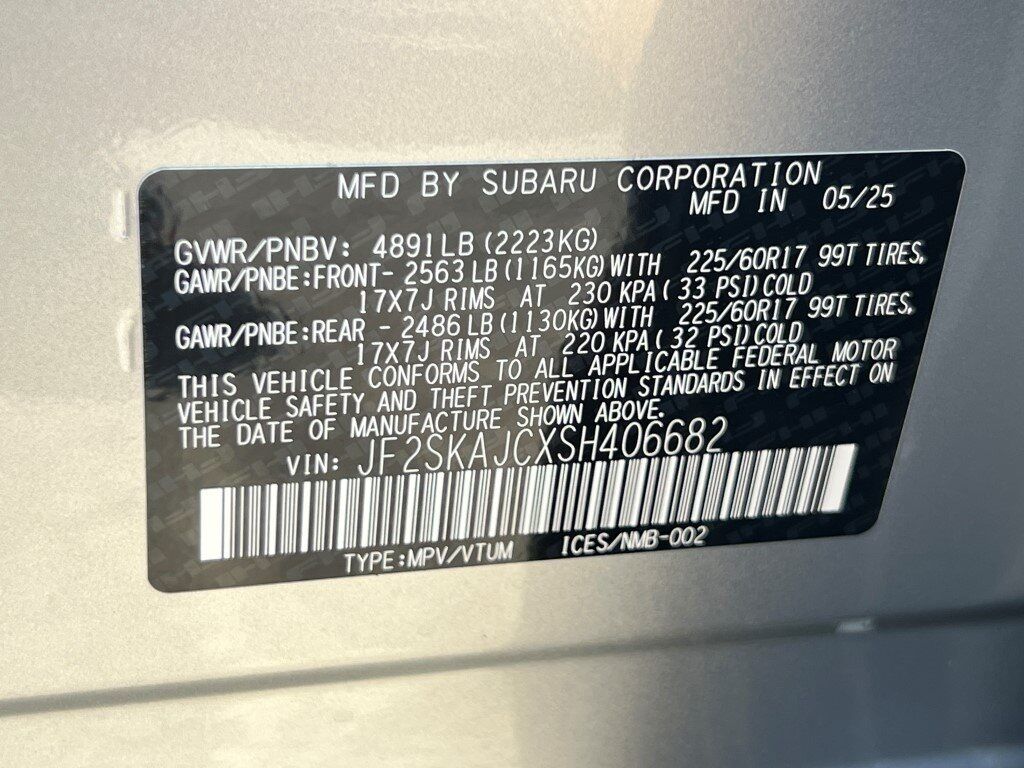 MFD BY SUBARU CORPORATION
MFD IN 05/25
GVWR/PNBV: 4891LB (2223KG)
GAWR/PNBE:FRONT- 2563 LB (1165KG) WITH 225/60R17 99T TIRES,
17X7J RIMS AT 230 KPA ( 33 PSI) COLD
GAWR/PNBE:REAR - 2486 LB (1130KG) WITH 225/60R17 99T TIRES,
17X7J RIMS AT 220 KPA ( 32 PSI) COLD
THIS VEHICLE CONFORMS TO ALL APPLICABLE FEDERAL MOTOR
VEHICLE SAFETY AND THEFT PREVENTION STANDARDS IN EFFECT ON
THE DATE OF MANUFACTURE SHOWN ABOVE.
VIN: JF2SKAJCXSH406682
TYPE:MPV/VTUM ICES/NMB-002